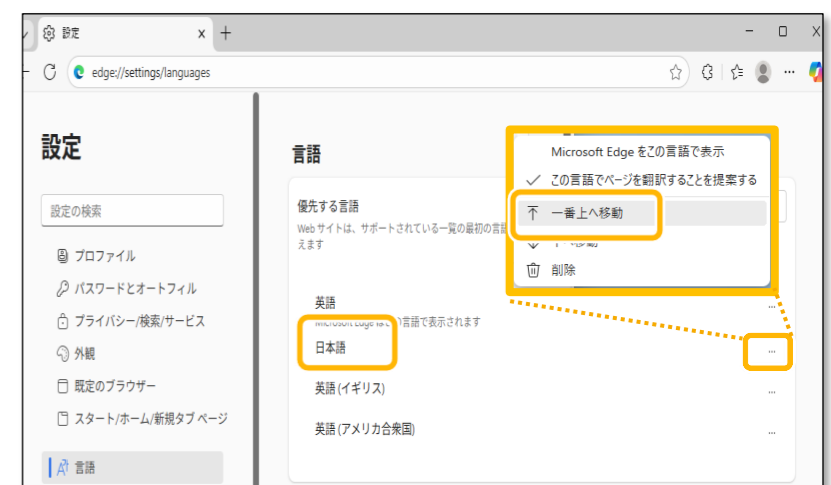 設定
edge://settings/languages
設定
設定の検索
プロファイル
パスワードとオートフィル
プライバシー/検索/サービス
外観
既定のブラウザー
スタート/ホーム/新規タブ ページ
言語
言語
優先する言語
Web サイトは、サポートされている一覧の最初の言語
えます
英語
Microsoft Edge はこの言語で表示されます
日本語
英語 (イギリス)
英語 (アメリカ合衆国)
Microsoft Edge をこの言語で表示
この言語でページを翻訳することを提案する
一番上へ移動
下へ移動
削除